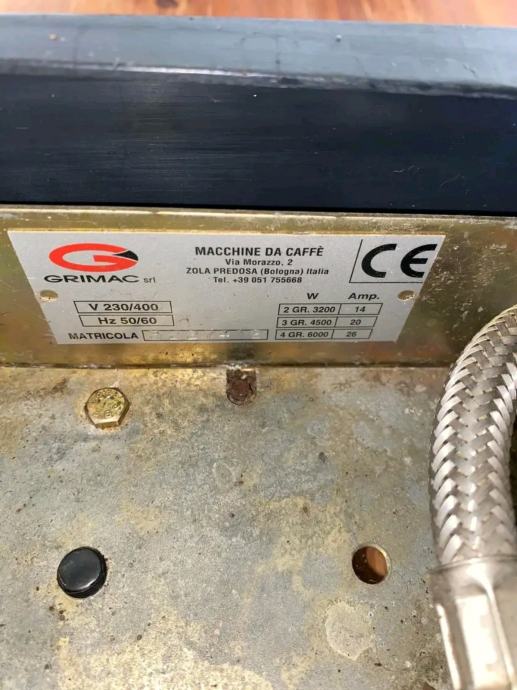 GRIMAC srl
MACCHINE DA CAFFÈ
Via Morazzo, 2
ZOLA PREDOSA (Bologna) Italia
Tel. +39 051 755668
CE
V 230/400
Hz 50/60
MATRICOLA
W Amp.
2 GR. 3200 14
3 GR. 4500 20
4 GR. 6000 26